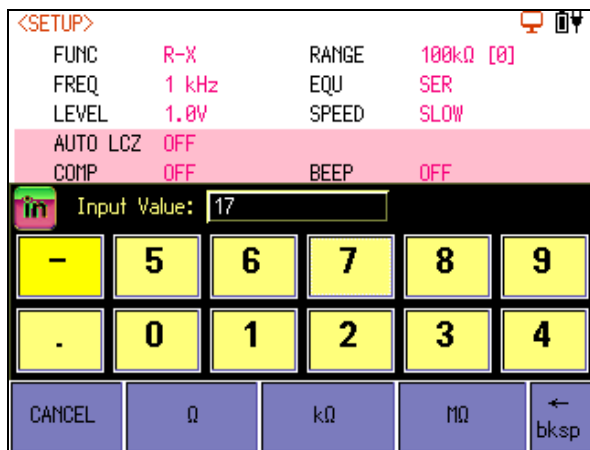 <SETUP>
FUNC R-X RANGE 100kΩ [0]
FREQ 1 kHz EQU SER
LEVEL 1.0V SPEED SLOW
AUTO LCZ OFF
COMP OFF BEEP OFF
in Input Value: 17
- 5 6 7 8 9
. 0 1 2 3 4
CANCEL Ω kΩ MΩ ← bksp